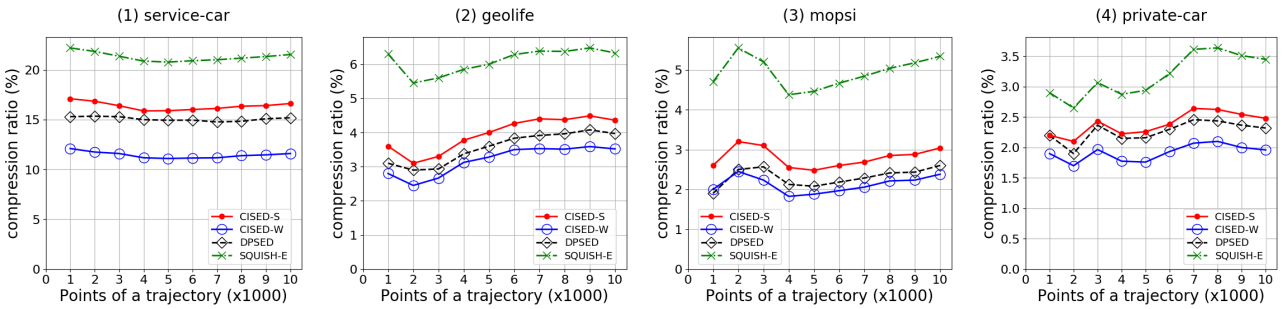 (1) service-car
compression ratio (%)
20
15
10
5
0
0 1 2 3 4 5 6 7 8 9 10
Points of a trajectory (x1000)
CISED-S
CISED-W
DPSED
SQUISH-E
(2) geolife
compression ratio (%)
6
5
4
3
2
1
0
0 1 2 3 4 5 6 7 8 9 10
Points of a trajectory (x1000)
CISED-S
CISED-W
DPSED
SQUISH-E
(3) mopsi
compression ratio (%)
5
4
3
2
1
0
0 1 2 3 4 5 6 7 8 9 10
Points of a trajectory (x1000)
CISED-S
CISED-W
DPSED
SQUISH-E
(4) private-car
compression ratio (%)
3.5
3.0
2.5
2.0
1.5
1.0
0.5
0.0
0 1 2 3 4 5 6 7 8 9 10
Points of a trajectory (x1000)
CISED-S
CISED-W
DPSED
SQUISH-E